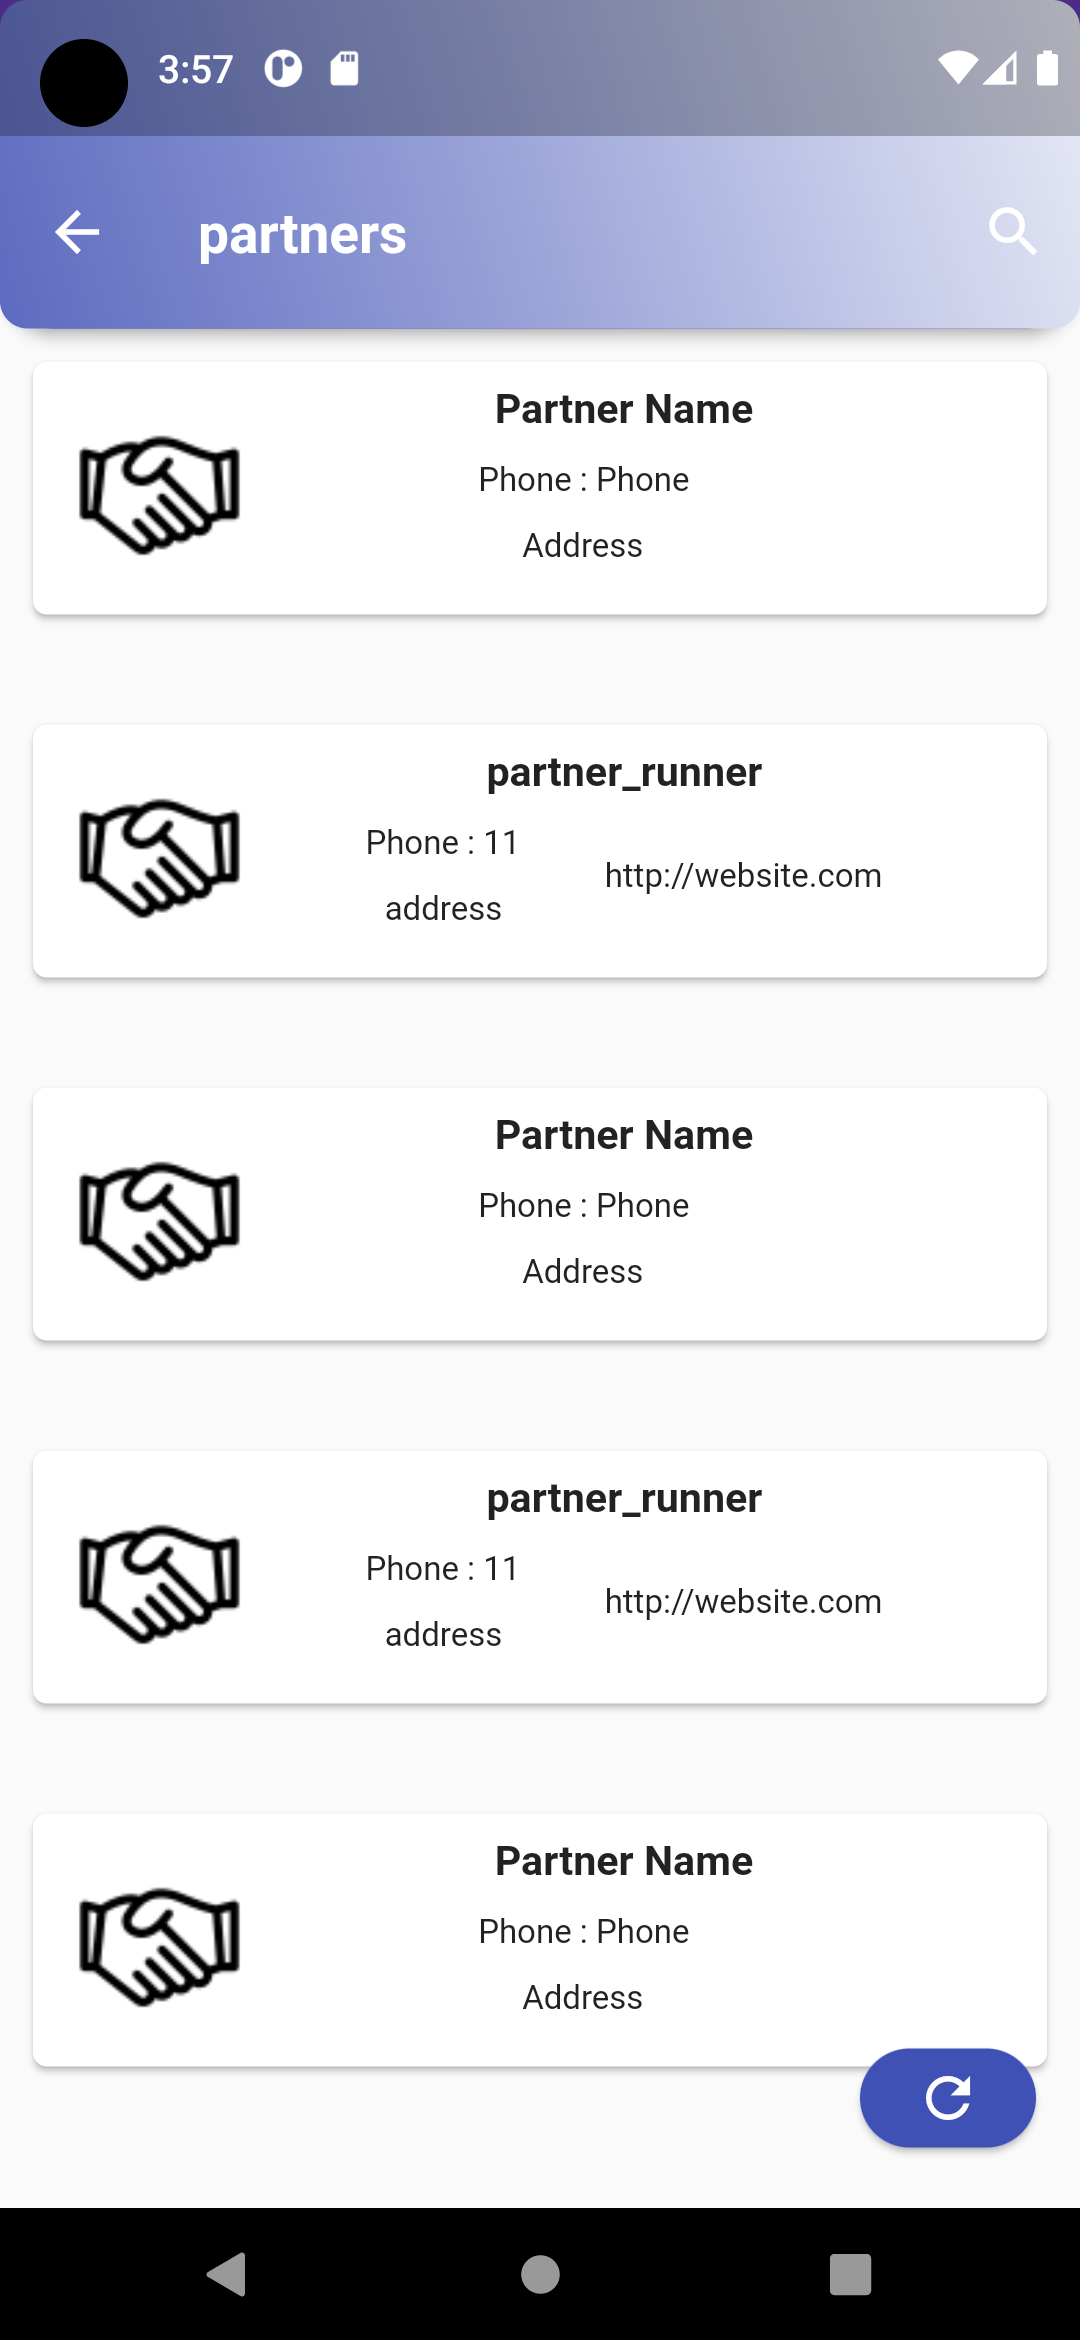 3:57
partners
Partner Name
Phone : Phone
Address
partner_runner
Phone : 11
http://website.com
address
Partner Name
Phone : Phone
Address
partner_runner
Phone : 11
http://website.com
address
Partner Name
Phone : Phone
Address